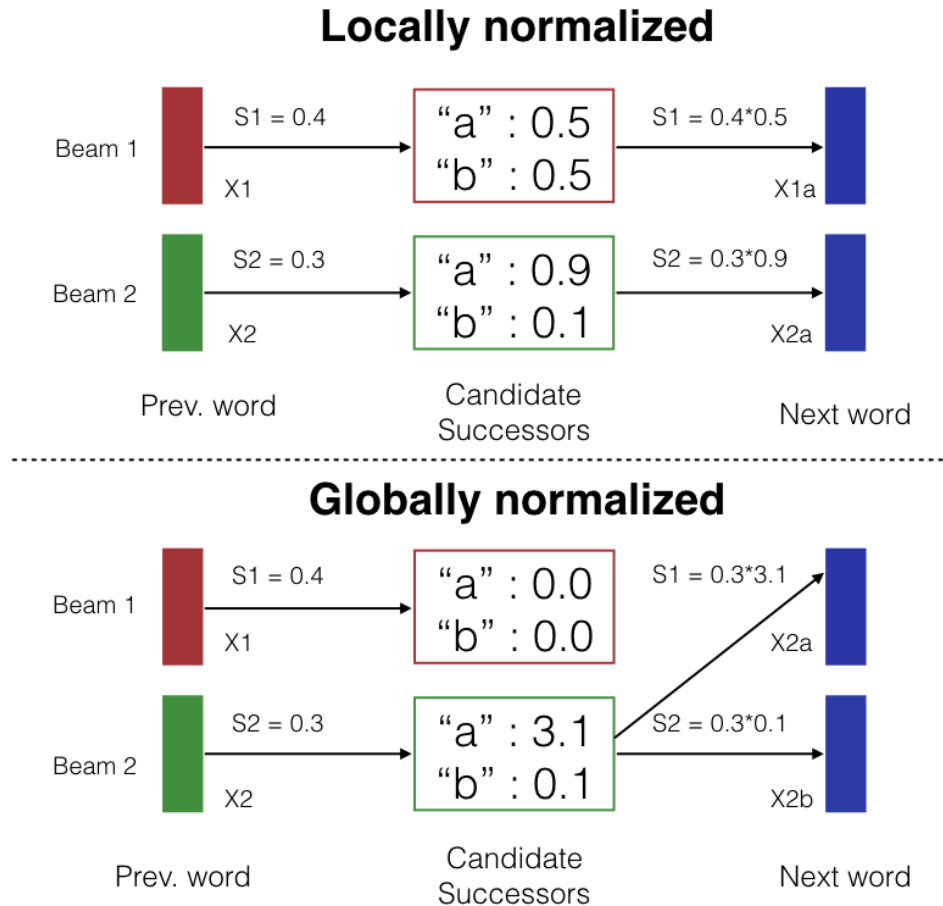 Locally normalized
Beam 1
S1 = 0.4
X1
“a” : 0.5
“b” : 0.5
S1 = 0.4*0.5
X1a
Beam 2
S2 = 0.3
X2
“a” : 0.9
“b” : 0.1
S2 = 0.3*0.9
X2a
Prev. word
Candidate
Successors
Next word
Globally normalized
Beam 1
S1 = 0.4
X1
“a” : 0.0
“b” : 0.0
S1 = 0.3*3.1
X2a
Beam 2
S2 = 0.3
X2
“a” : 3.1
“b” : 0.1
S2 = 0.3*0.1
X2b
Prev. word
Candidate
Successors
Next word